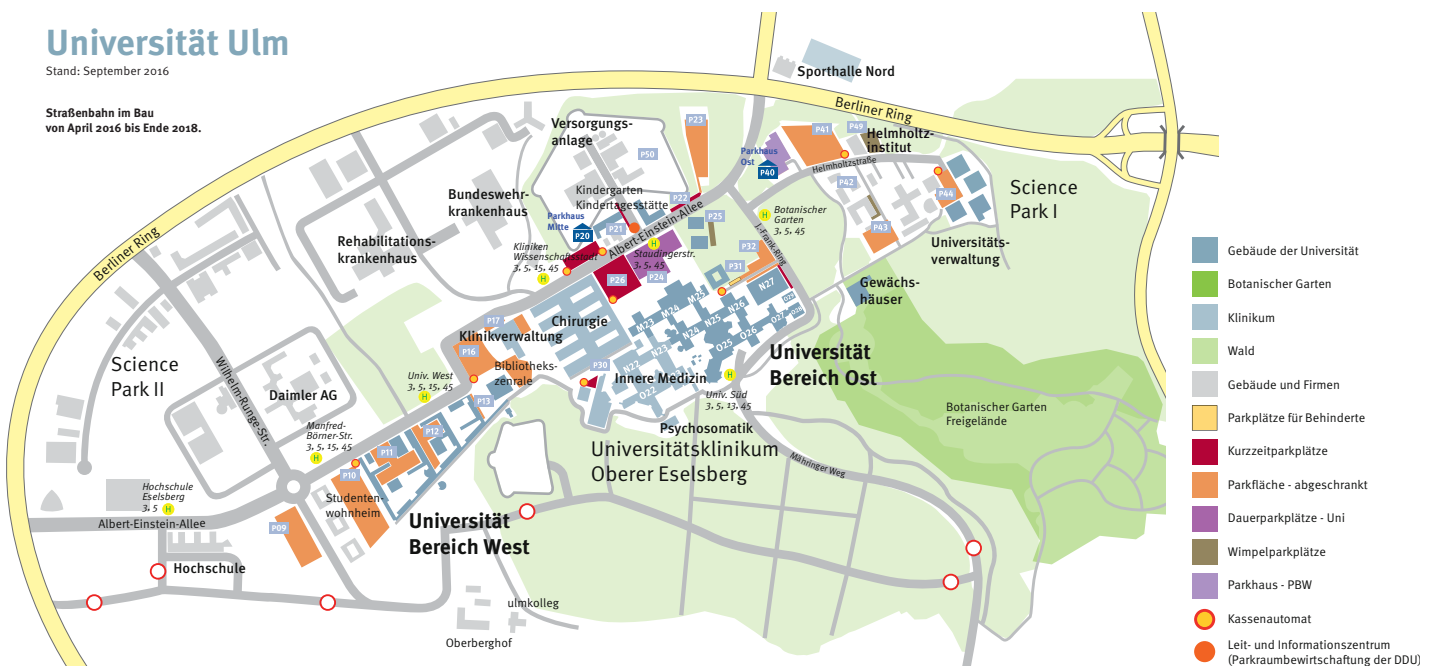 Universität Ulm
Stand: September 2016
Straßenbahn im Bau
von April 2016 bis Ende 2018.
Sporthalle Nord
Berliner Ring
Versorgungs-
anlage
P23
P41
P49
Helmholtz-
institut
Parkhaus
Ost
P40
Helmholtzstraße
P50
P42
P44
Science
Park I
Kindergarten
Kindertagesstätte
P22
Bundeswehr-
krankenhaus
Parkhaus
Mitte
P20
P21
Albert-Einstein-Allee
P25
H
Botanischer
Garten
3, 5, 45
J.-Frank-Ring
P43
Universitäts-
verwaltung
Rehabilitations-
krankenhaus
Kliniken
Wissenschaftsstadt
3, 5, 15, 45
H
H
Staudingerstr.
3, 5, 45
P32
P31
P24
P26
Gewächs-
häuser
Berliner Ring
N27
M25
M24
M23
N26
N25
N24
N23
N22
O29
O28
O27
O26
O25
O22
P17
Chirurgie
Klinikverwaltung
P16
Bibliotheks-
zenrale
P30
Innere Medizin
Universität
Bereich Ost
Science
Park II
Wilhelm-Runge-Str.
Daimler AG
Univ. West
3, 5, 15, 45
H
P13
H
Univ. Süd
3, 5, 13, 45
Botanischer Garten
Freigelände
Manfred-
Börner-Str.
3, 5, 15, 45
H
P12
P11
P10
Psychosomatik
Universitätsklinikum
Oberer Eselsberg
Mähringer Weg
Hochschule
Eselsberg
3, 5
H
Studenten-
wohnheim
Albert-Einstein-Allee
P09
Universität
Bereich West
Hochschule
ulmkolleg
Oberberghof
Gebäude der Universität
Botanischer Garten
Klinikum
Wald
Gebäude und Firmen
Parkplätze für Behinderte
Kurzzeitparkplätze
Parkfläche - abgeschrankt
Dauerparkplätze - Uni
Wimpelparkplätze
Parkhaus - PBW
Kassenautomat
Leit- und Informationszentrum
(Parkraumbewirtschaftung der DDU)